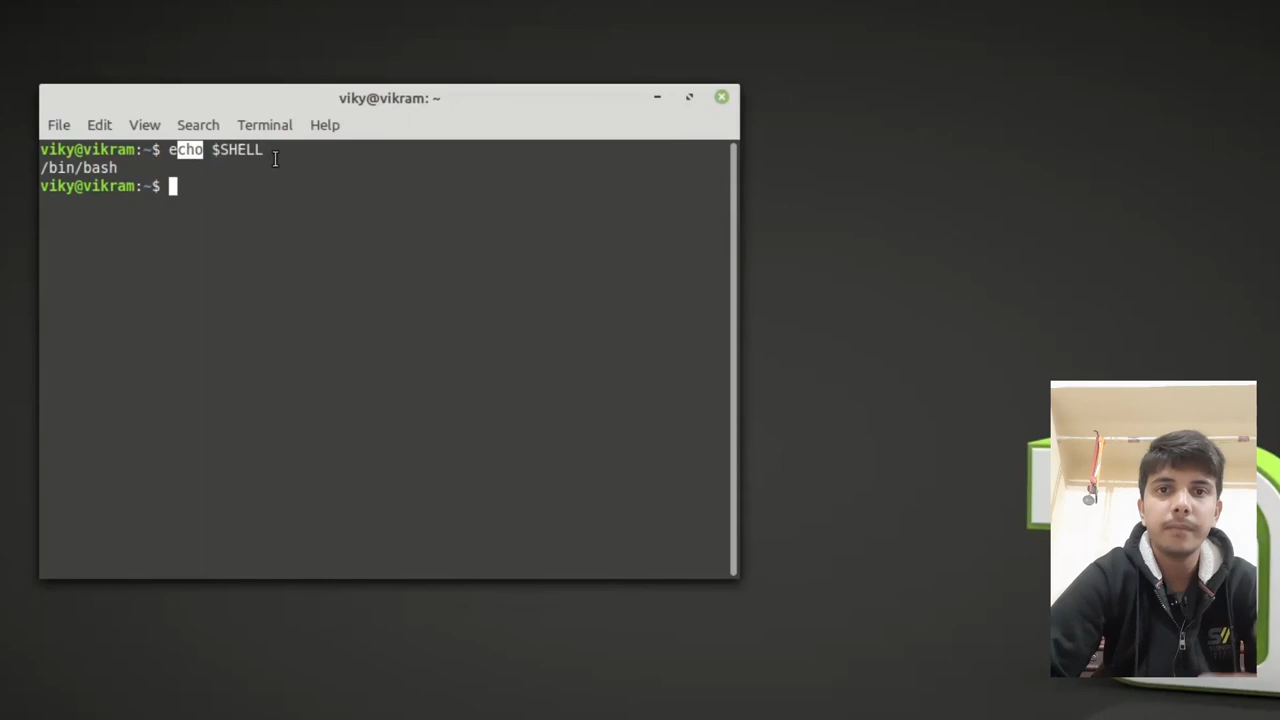 viky@vikram: ~
File Edit View Search Terminal Help
viky@vikram:~$ echo $SHELL
/bin/bash
viky@vikram:~$